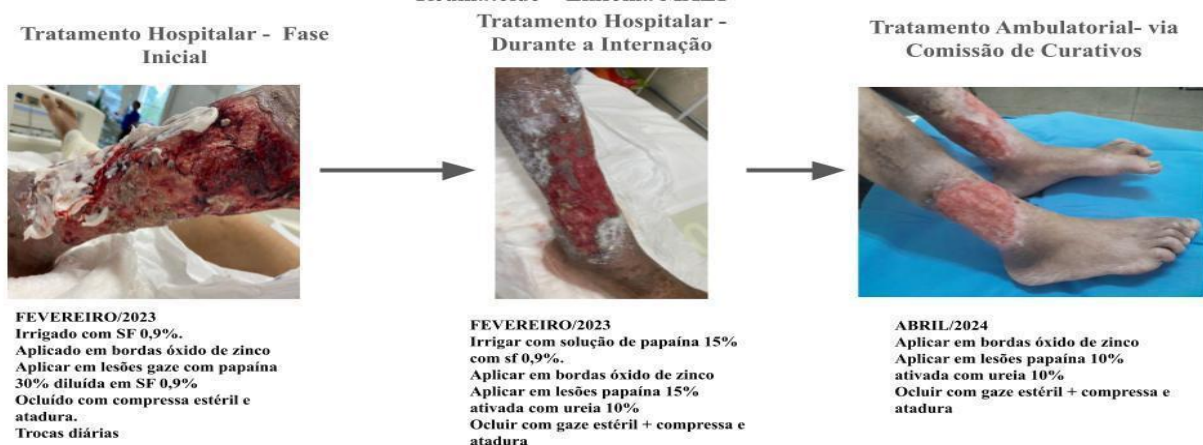 Tratamento Hospitalar - Fase
Inicial
Tratamento Hospitalar -
Durante a Internação
Tratamento Ambulatorial- via
Comissão de Curativos
FEVEREIRO/2023
Irrigado com SF 0,9%.
Aplicado em bordas óxido de zinco
Aplicar em lesões gaze com papaína
30% diluída em SF 0,9%
Ocluído com compressa estéril e
atadura.
Trocas diárias
FEVEREIRO/2023
Irrigar com solução de papaína 15%
com sf 0,9%.
Aplicar em bordas óxido de zinco
Aplicar em lesões papaína 15%
ativada com ureia 10%
Ocluir com gaze estéril + compressa e
atadura
ABRIL/2024
Aplicar em bordas óxido de zinco
Aplicar em lesões papaína 10%
ativada com ureia 10%
Ocluir com gaze estéril + compressa e
atadura